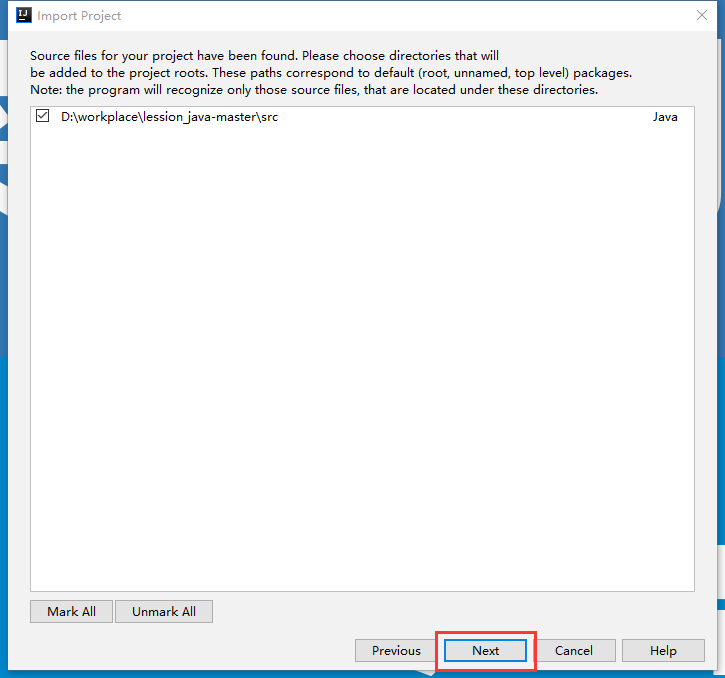 IJ Import Project
Source files for your project have been found. Please choose directories that will
be added to the project roots. These paths correspond to default (root, unnamed, top level) packages.
Note: the program will recognize only those source files, that are located under these directories.
D:\workplace\lession_java-master\src Java
Mark All Unmark All
Previous Next Cancel Help